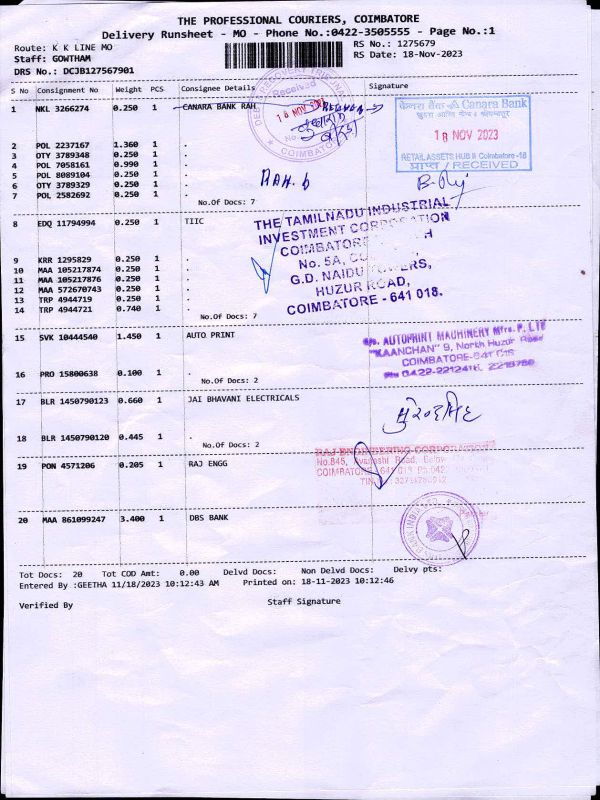 THE PROFESSIONAL COURIERS, COIMBATORE
Delivery Runsheet - MO - Phone No.:0422-3505555 - Page No.:1
Route: K K LINE MO
RS No.: 1275679
Staff: GOWTHAM
RS Date: 18-Nov-2023
DRS No.: DCJB127567901
S No Consignment No Weight PCS Consignee Details Signature
1 NKL 3266274 0.250 1 CANARA BANK RAH
Received
केनरा बैंक Canara Bank
18 NOV 2023
RETAIL ASSETS HUB II Coimbatore -18
प्राप्त / RECEIVED
COIMBATORE
2 POL 2237167 1.360 1 .
3 OTY 3789348 0.250 1 .
4 POL 7058161 0.990 1 .
5 POL 8089104 0.250 1 .
6 OTY 3789329 0.250 1 .
7 POL 2582692 0.250 1 .
No.Of Docs: 7
8 EDQ 11794994 0.250 1 TIIC
THE TAMILNADU INDUSTRIAL
INVESTMENT CORPORATION
COIMBATORE
No. 5A,
G.D. NAIDU TOWERS,
HUZUR ROAD,
COIMBATORE - 641 018.
9 KRR 1295829 0.250 1 .
10 MAA 105217874 0.250 1 .
11 MAA 105217876 0.250 1 .
12 MAA 572670743 0.250 1 .
13 TRP 4944719 0.250 1 .
14 TRP 4944721 0.740 1 .
No.Of Docs: 7
15 SVK 10444540 1.450 1 AUTO PRINT
AUTOPRINT MACHINERY Mfrs. P. LTD
"KAANCHAN" 9, North Huzur Road
COIMBATORE-641 018
16 PRO 15800638 0.100 1 .
No.Of Docs: 2
17 BLR 1450790123 0.660 1 JAI BHAVANI ELECTRICALS
18 BLR 1450790120 0.445 1 .
No.Of Docs: 2
19 PON 4571206 0.205 1 RAJ ENGG
RAJ ENGINEERING CORPORATION
20 MAA 861099247 3.400 1 DBS BANK
Tot Docs: 20 Tot COD Amt: 0.00 Delvd Docs: Non Delvd Docs: Delvy pts:
Entered By :GEETHA 11/18/2023 10:12:43 AM Printed on: 18-11-2023 10:12:46
Verified By Staff Signature